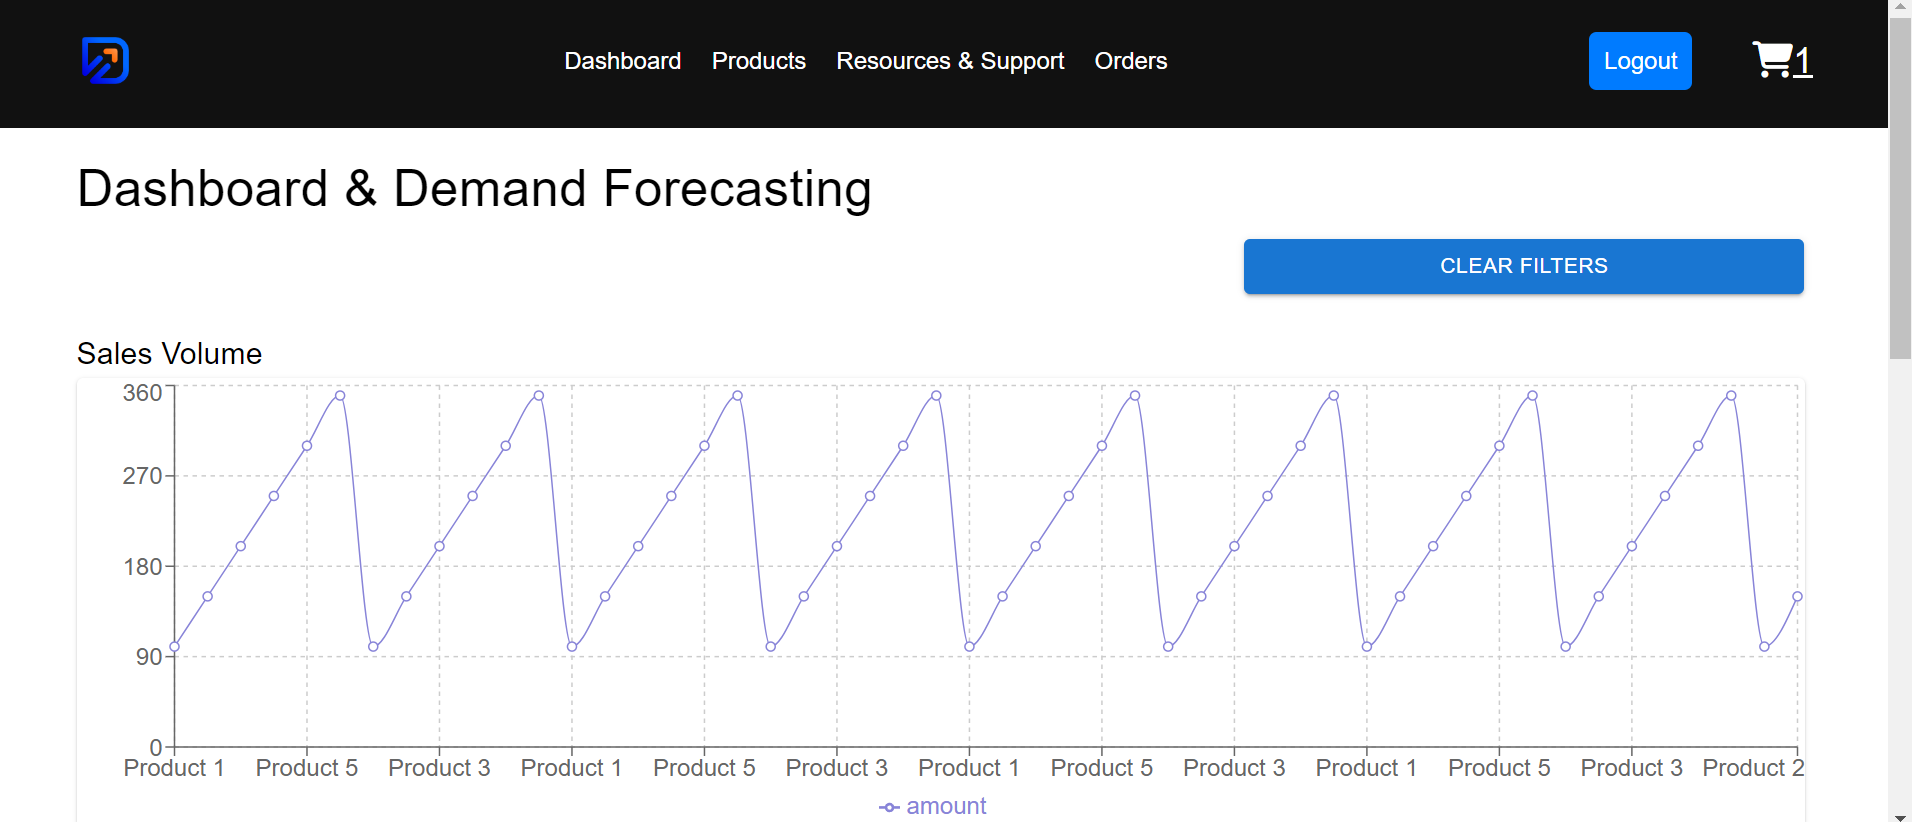 Dashboard Products Resources & Support Orders Logout 1
Dashboard & Demand Forecasting
CLEAR FILTERS
Sales Volume
360
270
180
90
0
Product 1 Product 5 Product 3 Product 1 Product 5 Product 3 Product 1 Product 5 Product 3 Product 1 Product 5 Product 3 Product 2
amount